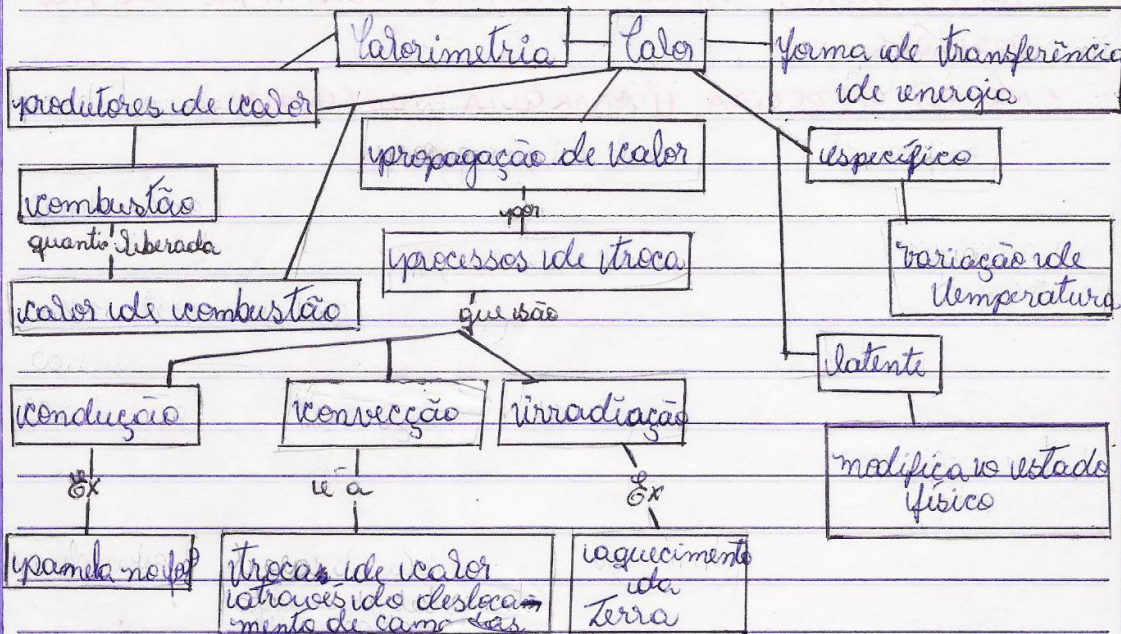 Calorimetria
Calor
forma de transferência
de energia
produtores de calor
propagação de calor
específico
combustão
por
quanti. liberada
processos de troca
variação de
temperatura
calor de combustão
que são
latente
condução
convecção
irradiação
modifica o estado
físico
Ex
é a
Ex
panela no
trocas de calor
através do desloca
mento de camadas
aquecimento
da
Terra